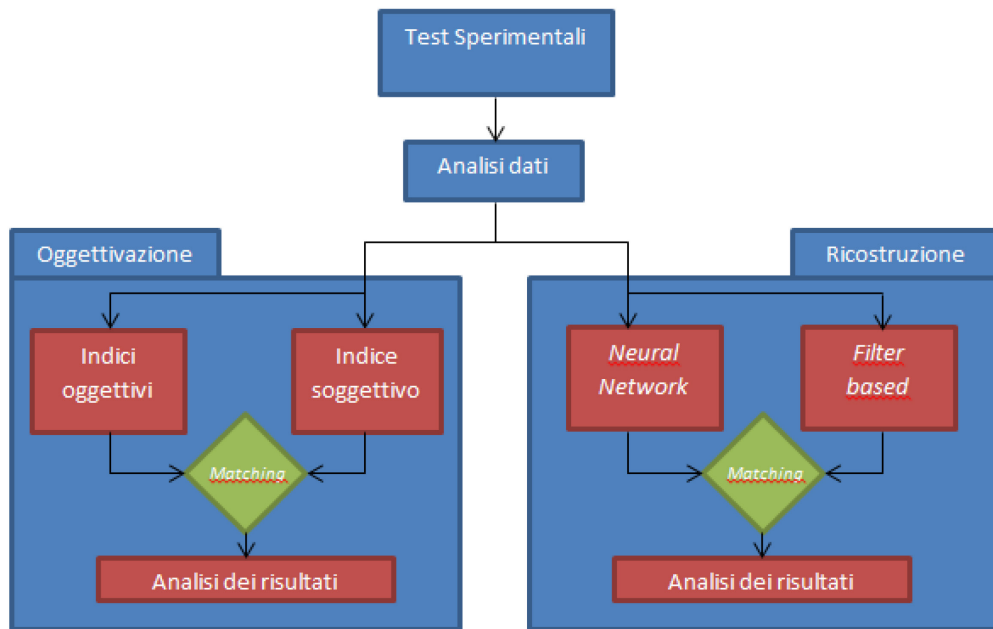 Test Sperimentali
Analisi dati
Oggettivazione
Indici
oggettivi
Indice
soggettivo
Matching
Analisi dei risultati
Ricostruzione
Neural
Network
Filter
based
Matching
Analisi dei risultati